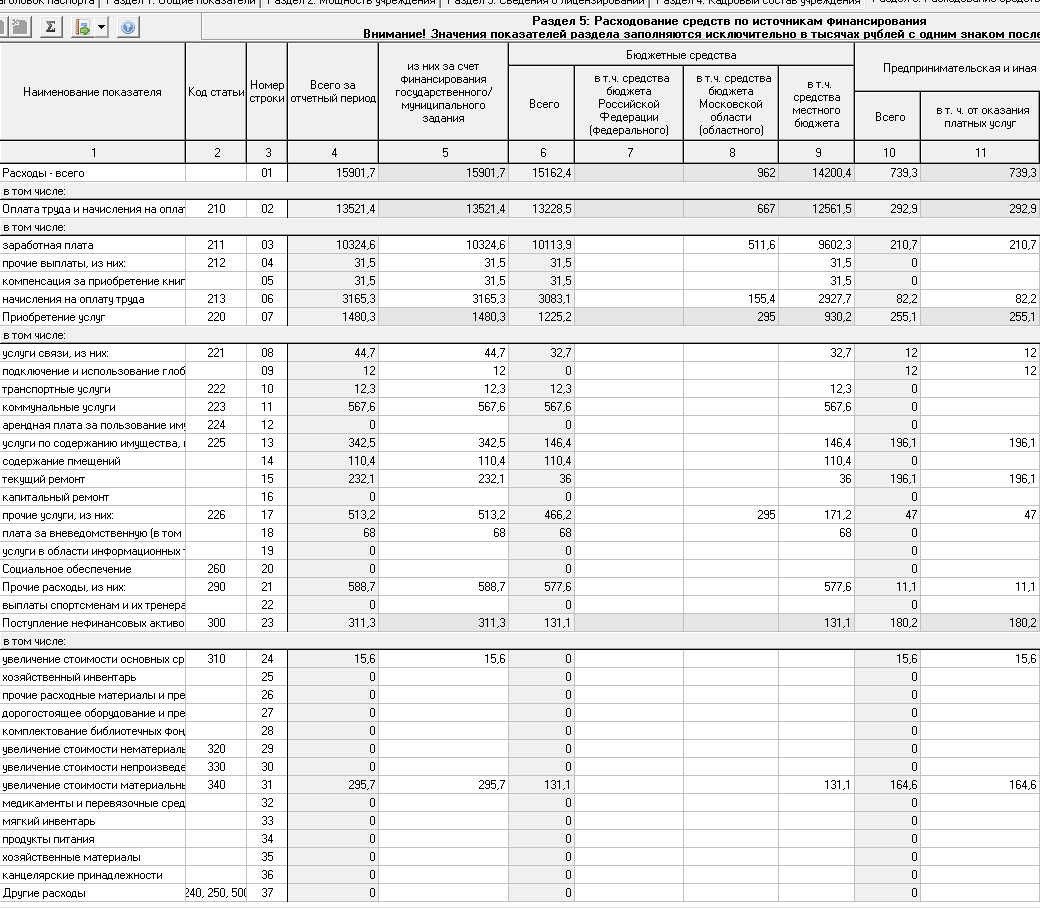 Раздел 5: Расходование средств по источникам финансирования
Внимание! Значения показателей раздела заполняются исключительно в тысячах рублей с одним знаком
Наименование показателя
Код статьи
Номер строки
Всего за отчетный период
из них за счет финансирования государственного/ муниципального задания
Бюджетные средства
Всего
в т.ч. средства бюджета Российской Федерации (федерального)
в т.ч. средства бюджета Московской области (областного)
в т.ч. средства местного бюджета
Предпринимательская и иная
Всего
в т. ч. от оказания платных услуг
1 2 3 4 5 6 7 8 9 10 11
Расходы - всего 01 15901,7 15901,7 15162,4 962 14200,4 739,3 739,3
в том числе:
Оплата труда и начисления на 210 02 13521,4 13521,4 13228,5 667 12561,5 292,9 292,9
в том числе:
заработная плата 211 03 10324,6 10324,6 10113,9 511,6 9602,3 210,7 210,7
прочие выплаты, из них: 212 04 31,5 31,5 31,5 31,5 0
компенсация за приобретение книг 05 31,5 31,5 31,5 31,5 0
начисления на оплату труда 213 06 3165,3 3165,3 3083,1 155,4 2927,7 82,2 82,2
Приобретение услуг 220 07 1480,3 1480,3 1225,2 295 930,2 255,1 255,1
в том числе:
услуги связи, из них: 221 08 44,7 44,7 32,7 32,7 12 12
подключение и использование глоб 09 12 12 0 12 12
транспортные услуги 222 10 12,3 12,3 12,3 12,3 0
коммунальные услуги 223 11 567,6 567,6 567,6 567,6 0
арендная плата за пользование им 224 12 0 0 0
услуги по содержанию имущества, 225 13 342,5 342,5 146,4 146,4 196,1 196,1
содержание пмещений 14 110,4 110,4 110,4 110,4 0
текущий ремонт 15 232,1 232,1 36 36 196,1 196,1
капитальный ремонт 16 0 0 0
прочие услуги, из них: 226 17 513,2 513,2 466,2 295 171,2 47 47
плата за вневедомственную (в том 18 68 68 68 68 0
услуги в области информационных 19 0 0 0
Социальное обеспечение 260 20 0 0 0
Прочие расходы, из них: 290 21 588,7 588,7 577,6 577,6 11,1 11,1
выплаты спортсменам и их тренера 22 0 0 0
Поступление нефинансовых активо 300 23 311,3 311,3 131,1 131,1 180,2 180,2
в том числе:
увеличение стоимости основных ср 310 24 15,6 15,6 0 15,6 15,6
хозяйственный инвентарь 25 0 0 0
прочие расходные материалы и пре 26 0 0 0
дорогостоящее оборудование и пре 27 0 0 0
комплектование библиотечных фон 28 0 0 0
увеличение стоимости нематериаль 320 29 0 0 0
увеличение стоимости непроизведе 330 30 0 0 0
увеличение стоимости материальн 340 31 295,7 295,7 131,1 131,1 164,6 164,6
медикаменты и перевязочные сред 32 0 0 0
мягкий инвентарь 33 0 0 0
продукты питания 34 0 0 0
хозяйственные материалы 35 0 0 0
канцелярские принадлежности 36 0 0 0
Другие расходы 240, 250, 500 37 0 0 0